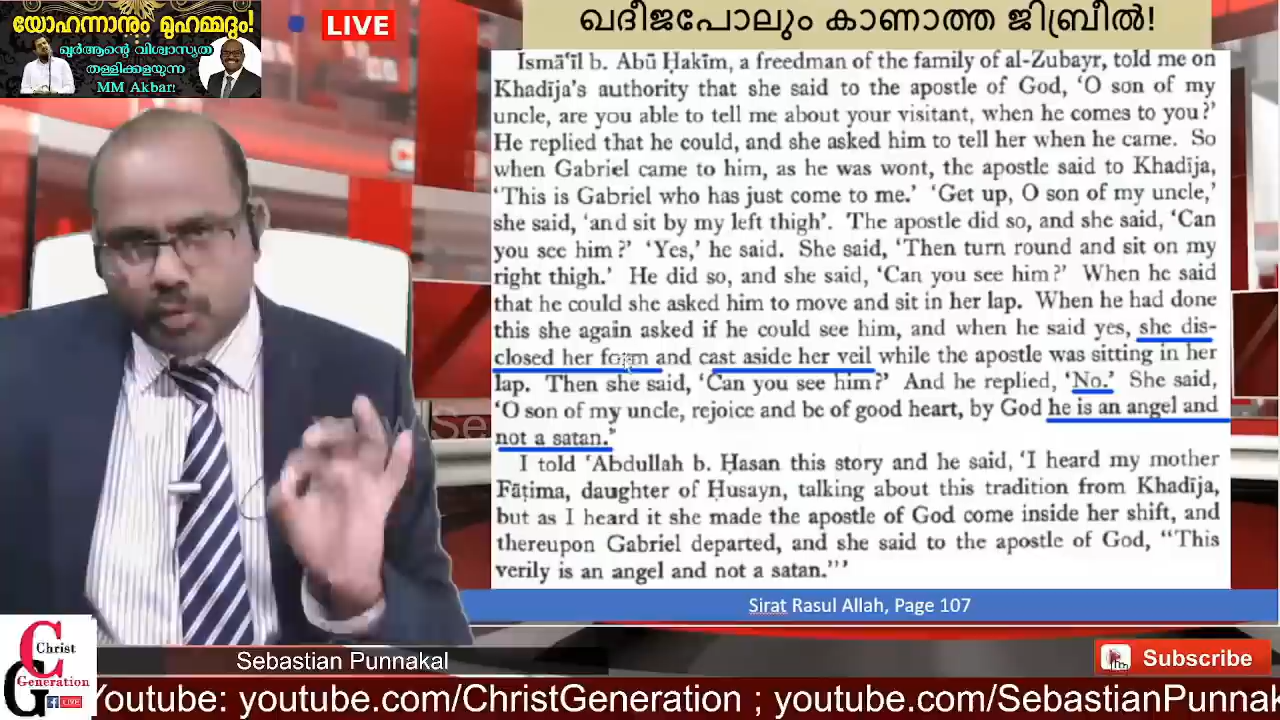 യോഹന്നാനും മുഹമ്മദും!
ഖുർആന്റെ വിശ്വാസ്യത
തള്ളിക്കളയുന്ന
MM Akbar!
LIVE
ഖദീജപോലും കാണാത്ത ജിബ്രീൽ!
Ismā'īl b. Abū Ḥakīm, a freedman of the family of al-Zubayr, told me on
Khadīja's authority that she said to the apostle of God, 'O son of my
uncle, are you able to tell me about your visitant, when he comes to you?'
He replied that he could, and she asked him to tell her when he came. So
when Gabriel came to him, as he was wont, the apostle said to Khadīja,
'This is Gabriel who has just come to me.' 'Get up, O son of my uncle,'
she said, 'and sit by my left thigh'. The apostle did so, and she said, 'Can
you see him?' 'Yes,' he said. She said, 'Then turn round and sit on my
right thigh.' He did so, and she said, 'Can you see him?' When he said
that he could she asked him to move and sit in her lap. When he had done
this she again asked if he could see him, and when he said yes, she dis-
closed her form and cast aside her veil while the apostle was sitting in her
lap. Then she said, 'Can you see him?' And he replied, 'No.' She said,
'O son of my uncle, rejoice and be of good heart, by God he is an angel and
not a satan.'
I told 'Abdullah b. Ḥasan this story and he said, 'I heard my mother
Fāṭima, daughter of Ḥusayn, talking about this tradition from Khadīja,
but as I heard it she made the apostle of God come inside her shift, and
thereupon Gabriel departed, and she said to the apostle of God, "This
verily is an angel and not a satan."'
Sirat Rasul Allah, Page 107
Christ
Generation
LIVE
Sebastian Punnakal
Subscribe
Youtube: youtube.com/ChristGeneration ; youtube.com/SebastianPunnak